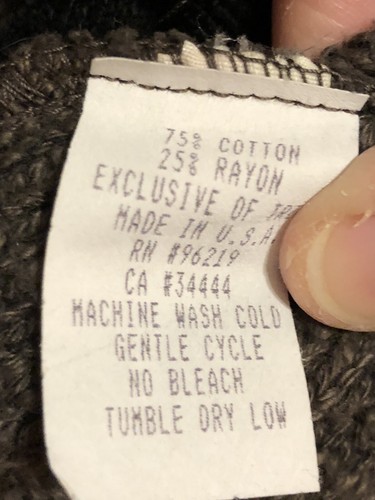 75% COTTON
25% RAYON
EXCLUSIVE OF
MADE IN U.S.A.
RN #96219
CA #34444
MACHINE WASH COLD
GENTLE CYCLE
NO BLEACH
TUMBLE DRY LOW